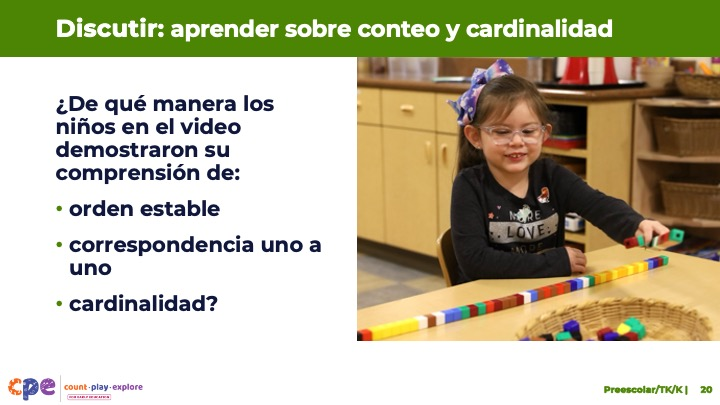 Discutir: aprender sobre conteo y cardinalidad
¿De qué manera los
niños en el video
demostraron su
comprensión de:
• orden estable
• correspondencia uno a
uno
• cardinalidad?
MORE
LOVE
cpe
count·play·explore
Preescolar/TK/K | 20